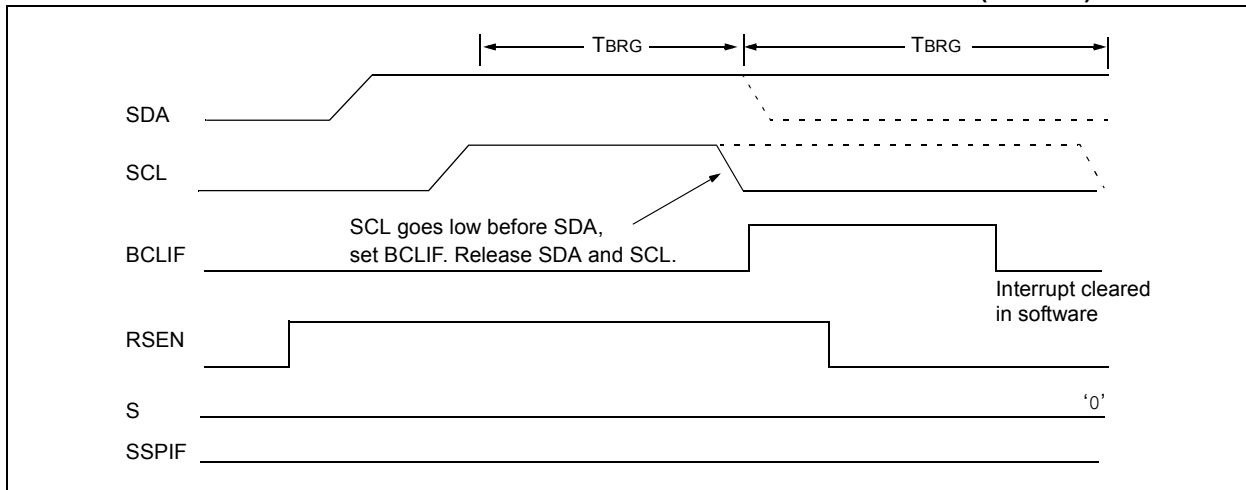 TBRG TBRG
SDA
SCL
SCL goes low before SDA,
set BCLIF. Release SDA and SCL.
BCLIF
Interrupt cleared
in software
RSEN
S ‘0’
SSPIF